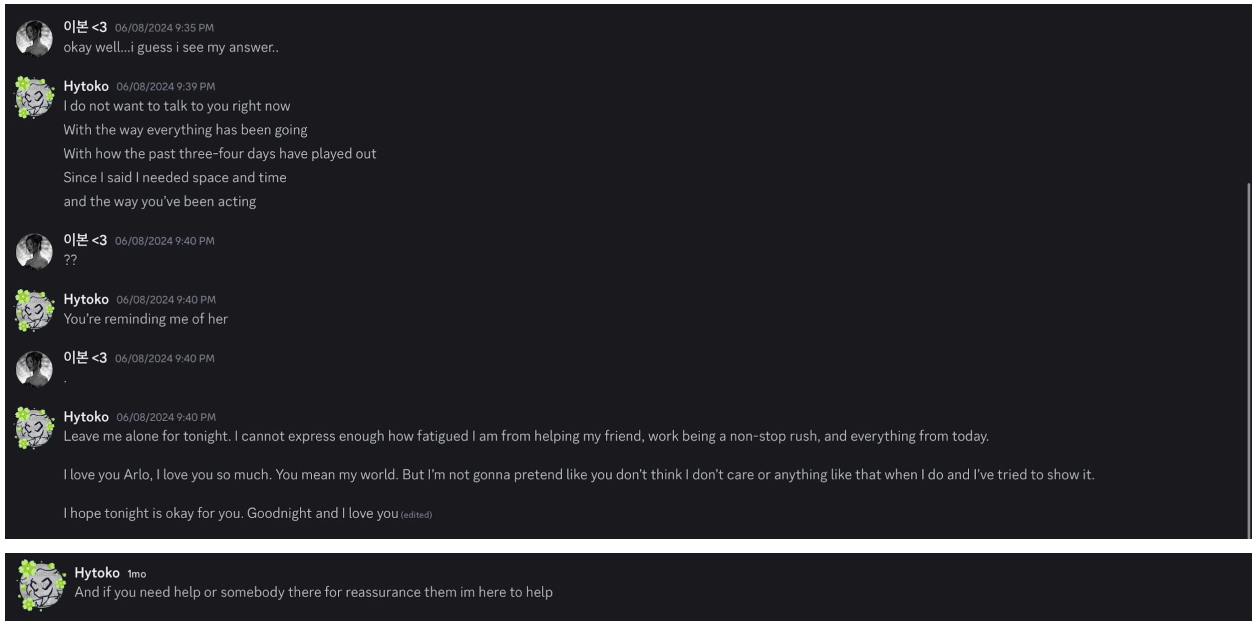 이본 <3 06/08/2024 9:35 PM
okay well...i guess i see my answer..
Hytoko 06/08/2024 9:39 PM
I do not want to talk to you right now
With the way everything has been going
With how the past three-four days have played out
Since I said I needed space and time
and the way you've been acting
이본 <3 06/08/2024 9:40 PM
??
Hytoko 06/08/2024 9:40 PM
You're reminding me of her
이본 <3 06/08/2024 9:40 PM
.
Hytoko 06/08/2024 9:40 PM
Leave me alone for tonight. I cannot express enough how fatigued I am from helping my friend, work being a non-stop rush, and everything from today.
I love you Arlo, I love you so much. You mean my world. But I'm not gonna pretend like you don't think I don't care or anything like that when I do and I've tried to show it.
I hope tonight is okay for you. Goodnight and I love you (edited)
Hytoko 1mo
And if you need help or somebody there for reassurance them im here to help